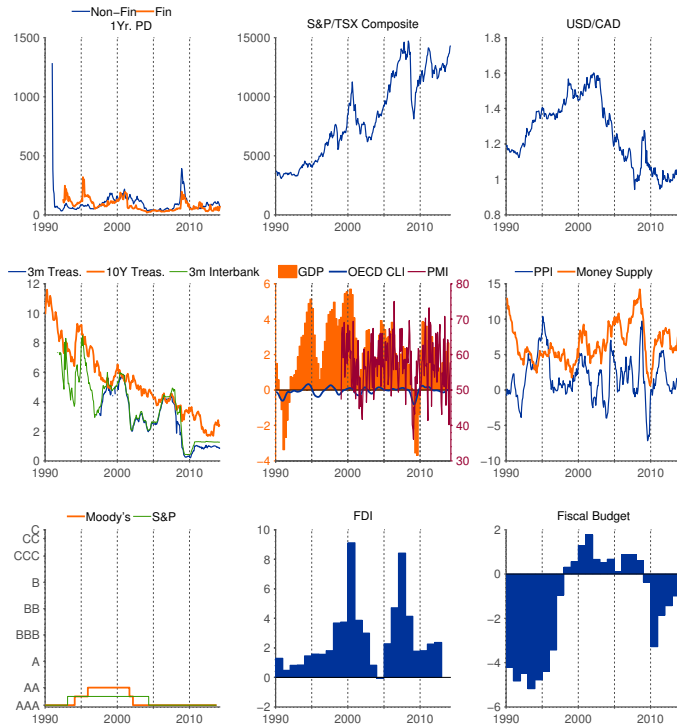 Non−Fin Fin
1Yr. PD
1500
1000
500
0
1990 2000 2010
S&P/TSX Composite
15000
10000
5000
0
1990 2000 2010
USD/CAD
1.8
1.6
1.4
1.2
1
0.8
1990 2000 2010
3m Treas. 10Y Treas. 3m Interbank
12
10
8
6
4
2
0
1990 2000 2010
GDP OECD CLI PMI
6 80
4 70
2 60
0 50
−2 40
−4 30
1990 2000 2010
PPI Money Supply
15
10
5
0
−5
−10
1990 2000 2010
Moody's S&P
C
CC
CCC
B
BB
BBB
A
AA
AAA
1990 2000 2010
FDI
10
8
6
4
2
0
−2
1990 2000 2010
Fiscal Budget
2
0
−2
−4
−6
1990 2000 2010